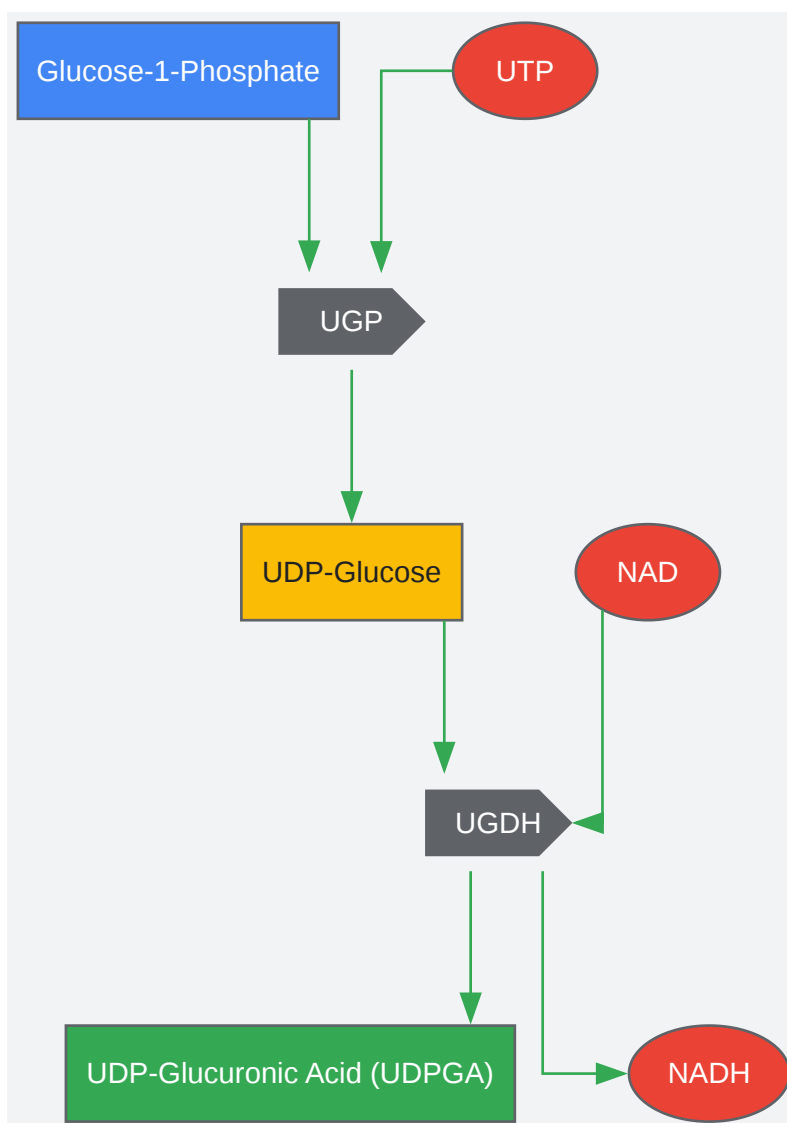 Glucose-1-Phosphate
UTP
UGP
UDP-Glucose
NAD
UGDH
UDP-Glucuronic Acid (UDPGA)
NADH